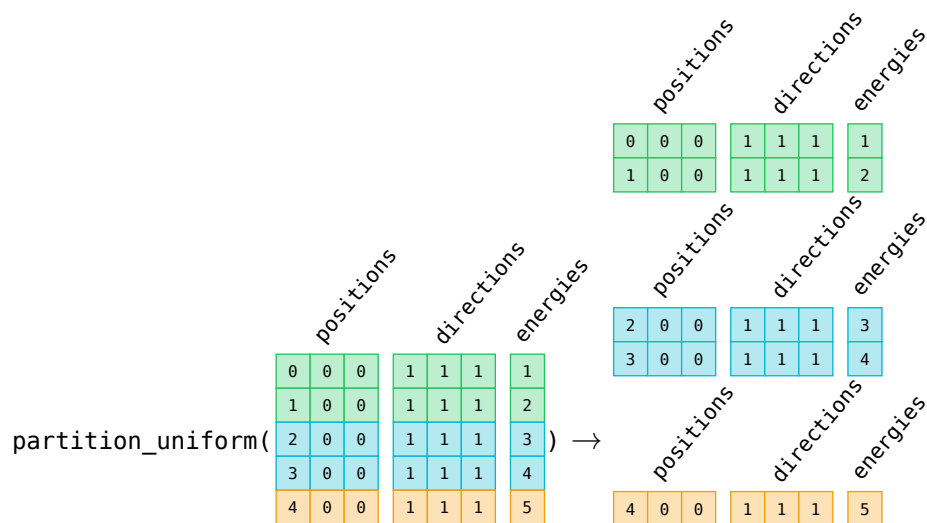 positions directions energies
0 0 0 1 1 1 1
1 0 0 1 1 1 2
positions directions energies
2 0 0 1 1 1 3
3 0 0 1 1 1 4
positions directions energies
0 0 0 1 1 1 1
1 0 0 1 1 1 2
partition_uniform( 2 0 0 1 1 1 3 ) →
3 0 0 1 1 1 4
4 0 0 1 1 1 5
positions directions energies
4 0 0 1 1 1 5